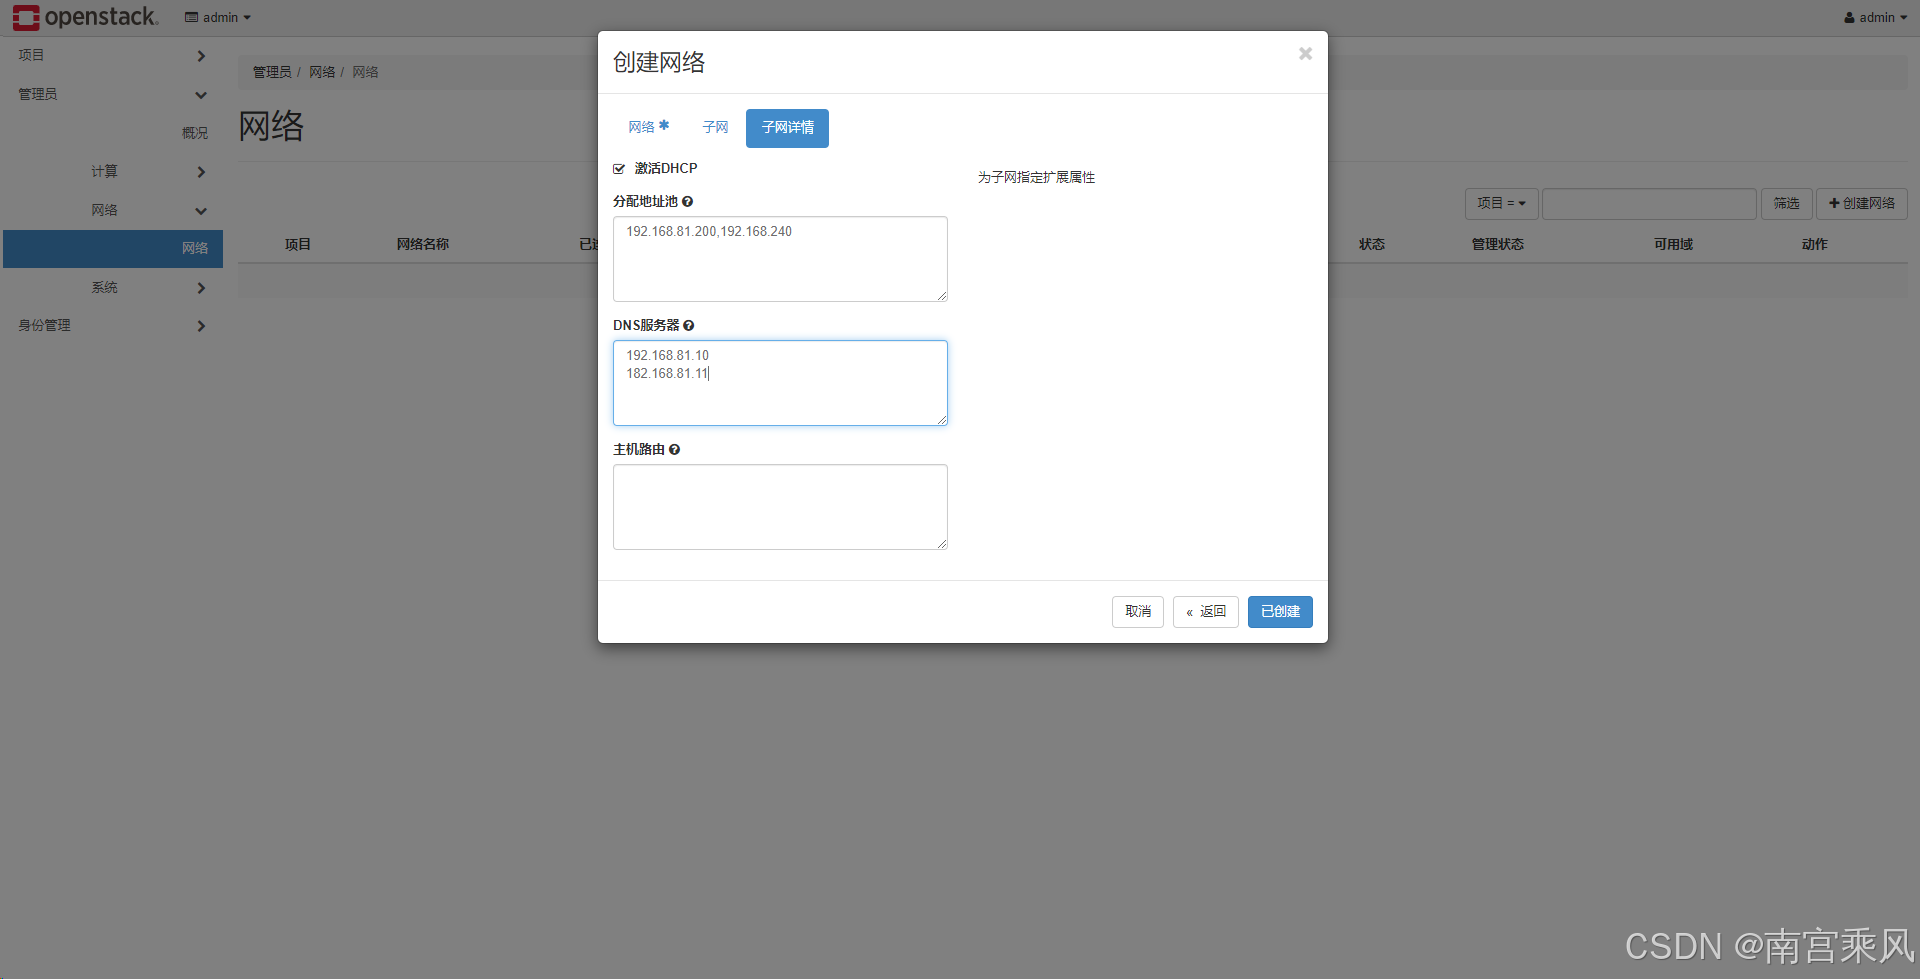 openstack. admin admin
项目
管理员
概况
计算
网络
网络
系统
身份管理
管理员 / 网络 / 网络
网络
项目 = 筛选 创建网络
项目 网络名称 已连 状态 管理状态 可用域 动作
创建网络
网络 * 子网 子网详情
激活DHCP
为子网指定扩展属性
分配地址池
192.168.81.200,192.168.240
DNS服务器
192.168.81.10
182.168.81.11
主机路由
取消 « 返回 已创建
CSDN @南宫乘风